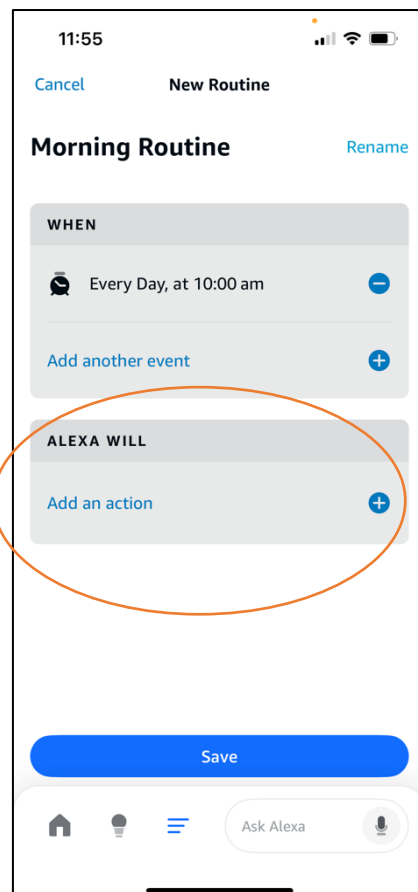 11:55
Cancel New Routine
Morning Routine Rename
WHEN
Every Day, at 10:00 am
Add another event
ALEXA WILL
Add an action
Save
Ask Alexa